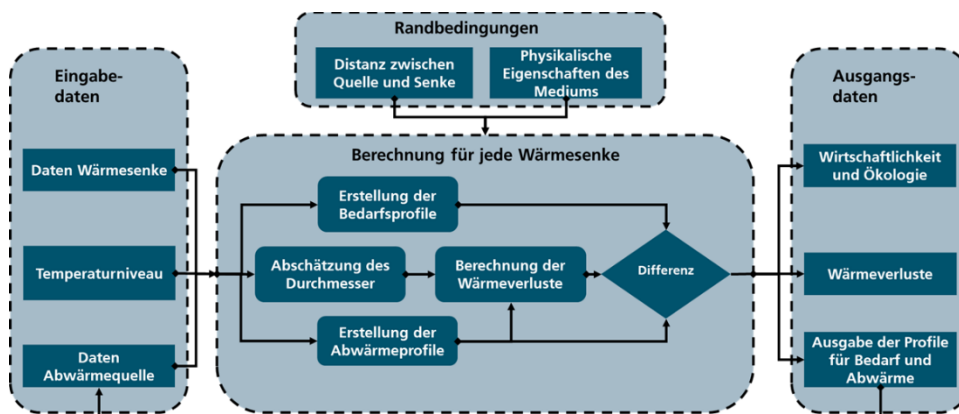 Randbedingungen
Distanz zwischen
Quelle und Senke
Physikalische
Eigenschaften des
Mediums
Eingabe-
daten
Daten Wärmesenke
Temperaturniveau
Daten
Abwärmequelle
Berechnung für jede Wärmesenke
Erstellung der
Bedarfsprofile
Abschätzung des
Durchmesser
Berechnung der
Wärmeverluste
Differenz
Erstellung der
Abwärmeprofile
Ausgangs-
daten
Wirtschaftlichkeit
und Ökologie
Wärmeverluste
Ausgabe der Profile
für Bedarf und
Abwärme